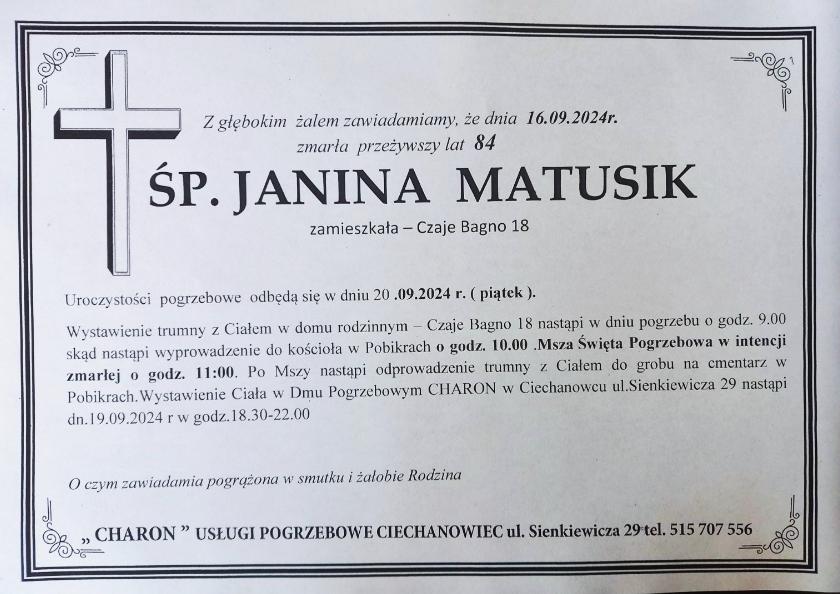 Z głębokim żalem zawiadamiamy, że dnia 16.09.2024r.
zmarła przeżywszy lat 84
ŚP. JANINA MATUSIK
zamieszkała – Czaje Bagno 18
Uroczystości pogrzebowe odbędą się w dniu 20 .09.2024 r. ( piątek ).
Wystawienie trumny z Ciałem w domu rodzinnym – Czaje Bagno 18 nastąpi w dniu pogrzebu o godz. 9.00
skąd nastąpi wyprowadzenie do kościoła w Pobikrach o godz. 10.00 .Msza Święta Pogrzebowa w intencji
zmarłej o godz. 11:00. Po Mszy nastąpi odprowadzenie trumny z Ciałem do grobu na cmentarz w
Pobikrach.Wystawienie Ciała w Dmu Pogrzebowym CHARON w Ciechanowcu ul.Sienkiewicza 29 nastąpi
dn.19.09.2024 r w godz.18.30-22.00
O czym zawiadamia pogrążona w smutku i żałobie Rodzina
„ CHARON ” USŁUGI POGRZEBOWE CIECHANOWIEC ul. Sienkiewicza 29 tel. 515 707 556